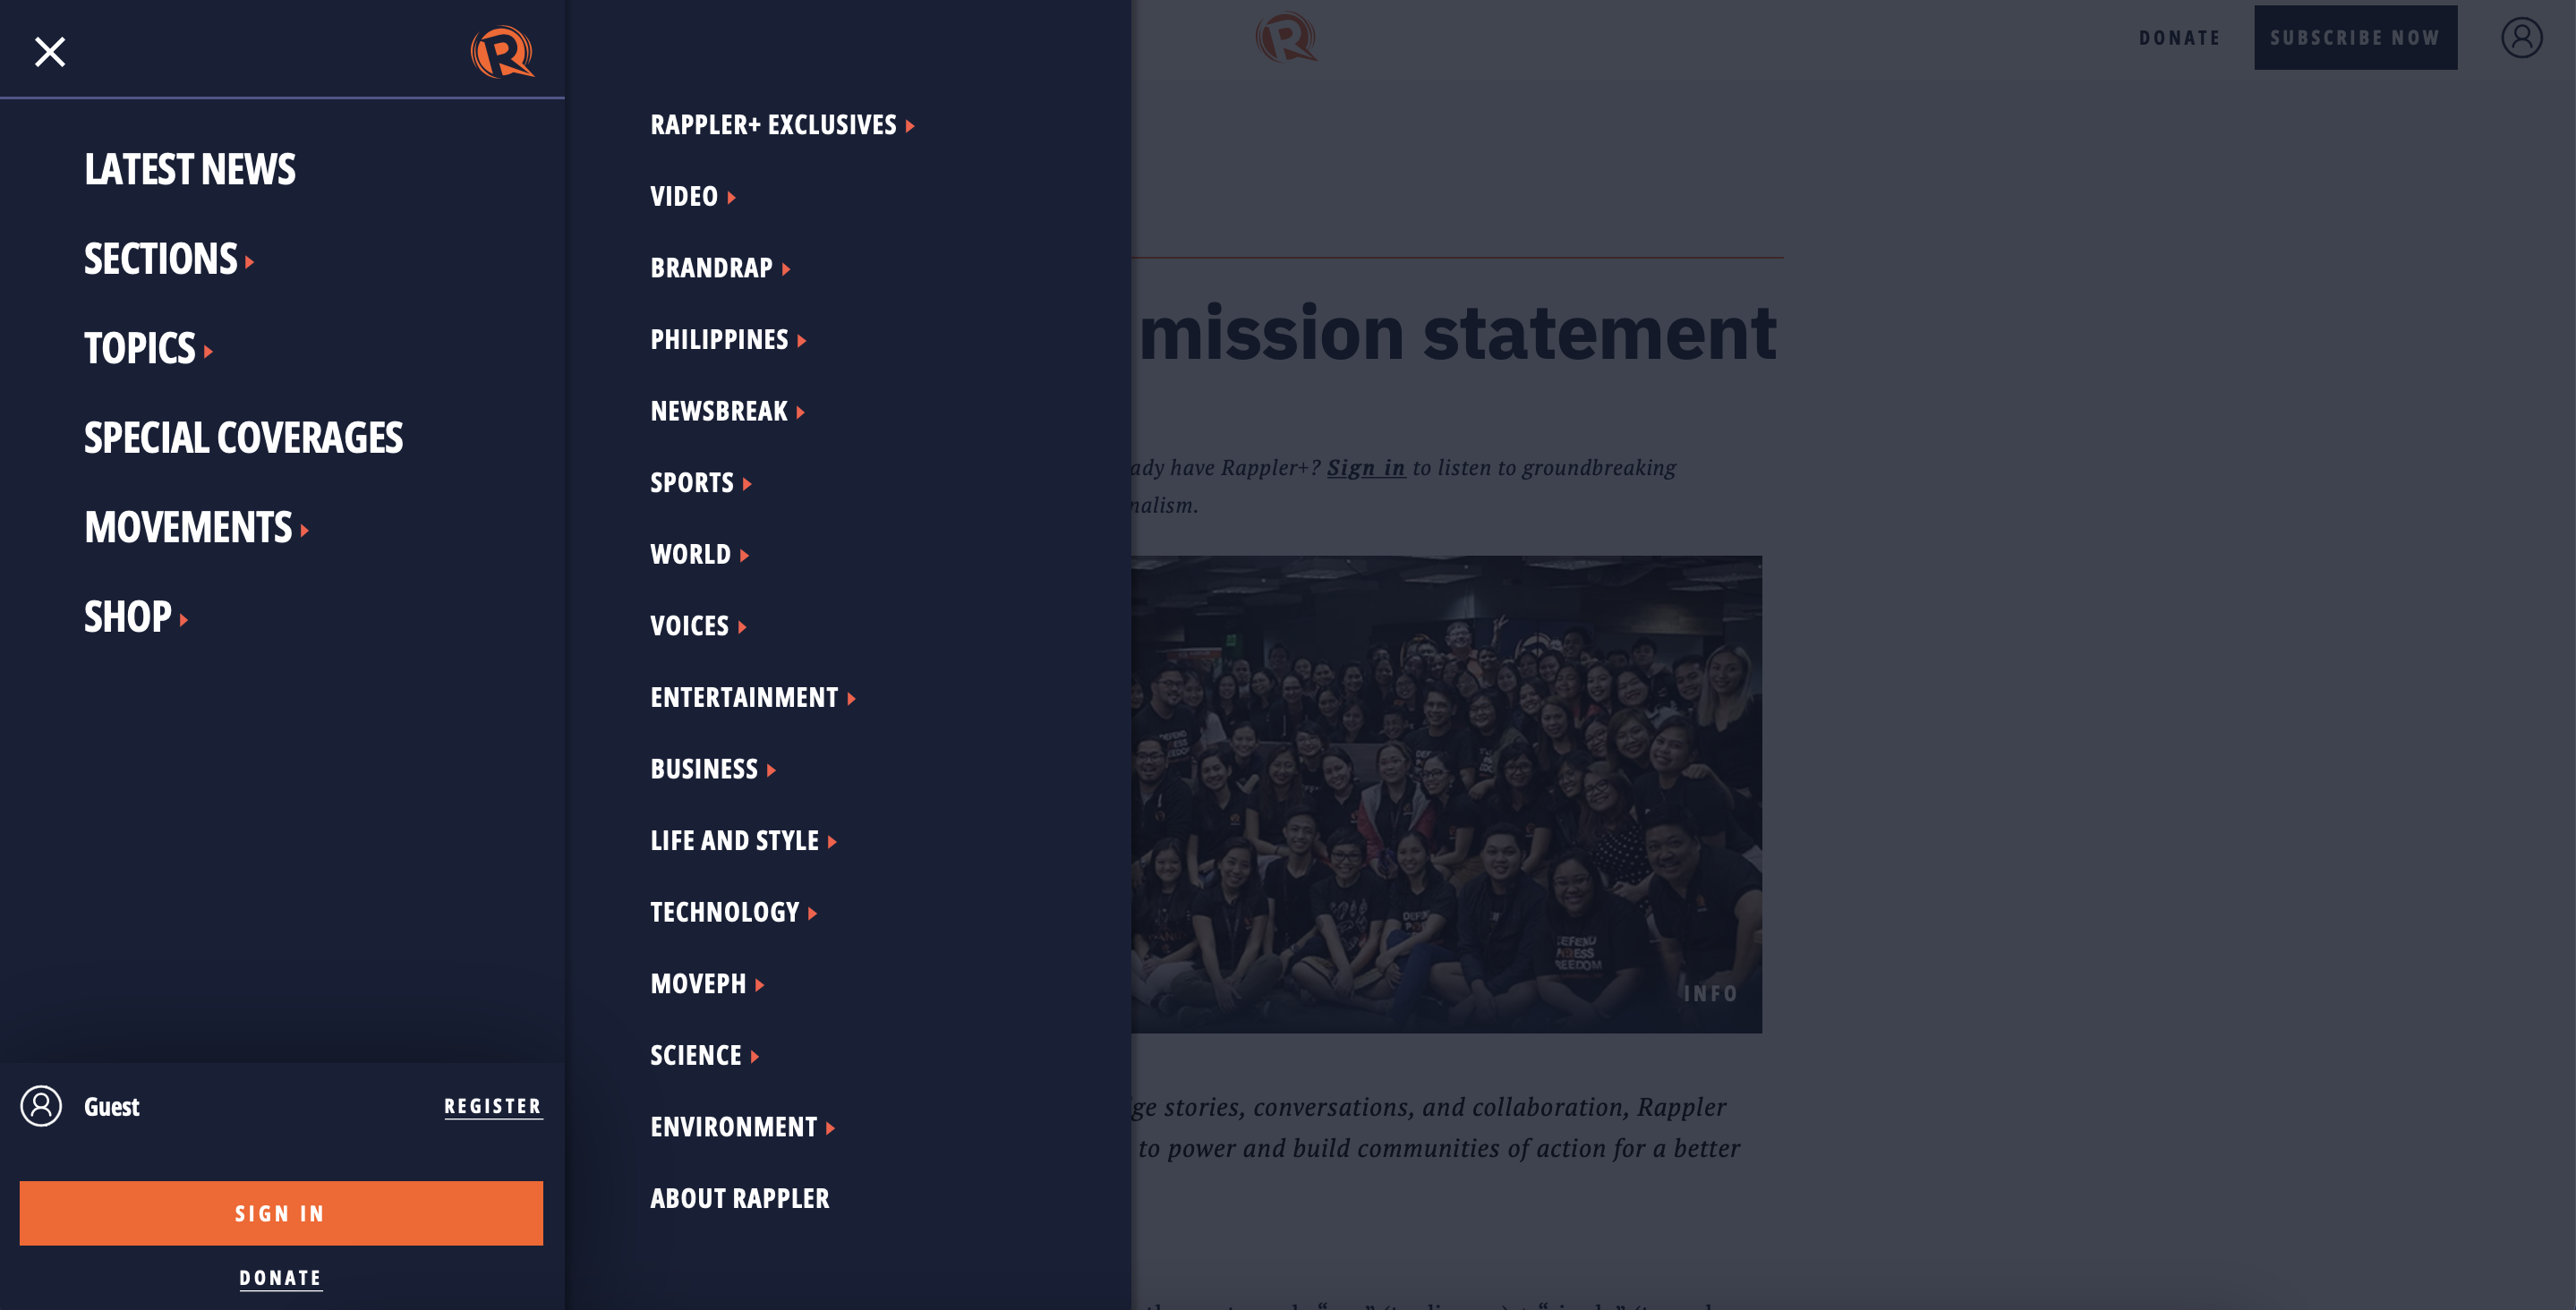 R
LATEST NEWS
SECTIONS
TOPICS
SPECIAL COVERAGES
MOVEMENTS
SHOP
Guest
REGISTER
SIGN IN
DONATE
RAPPLER+ EXCLUSIVES
VIDEO
BRANDRAP
PHILIPPINES
NEWSBREAK
SPORTS
WORLD
VOICES
ENTERTAINMENT
BUSINESS
LIFE AND STYLE
TECHNOLOGY
MOVEPH
SCIENCE
ENVIRONMENT
ABOUT RAPPLER
R
DONATE
SUBSCRIBE NOW
mission statement
have Rappler+? Sign in to listen to groundbreaking
DEFEND
PRESS
FREEDOM
INFO
stories, conversations, and collaboration, Rappler
to power and build communities of action for a better